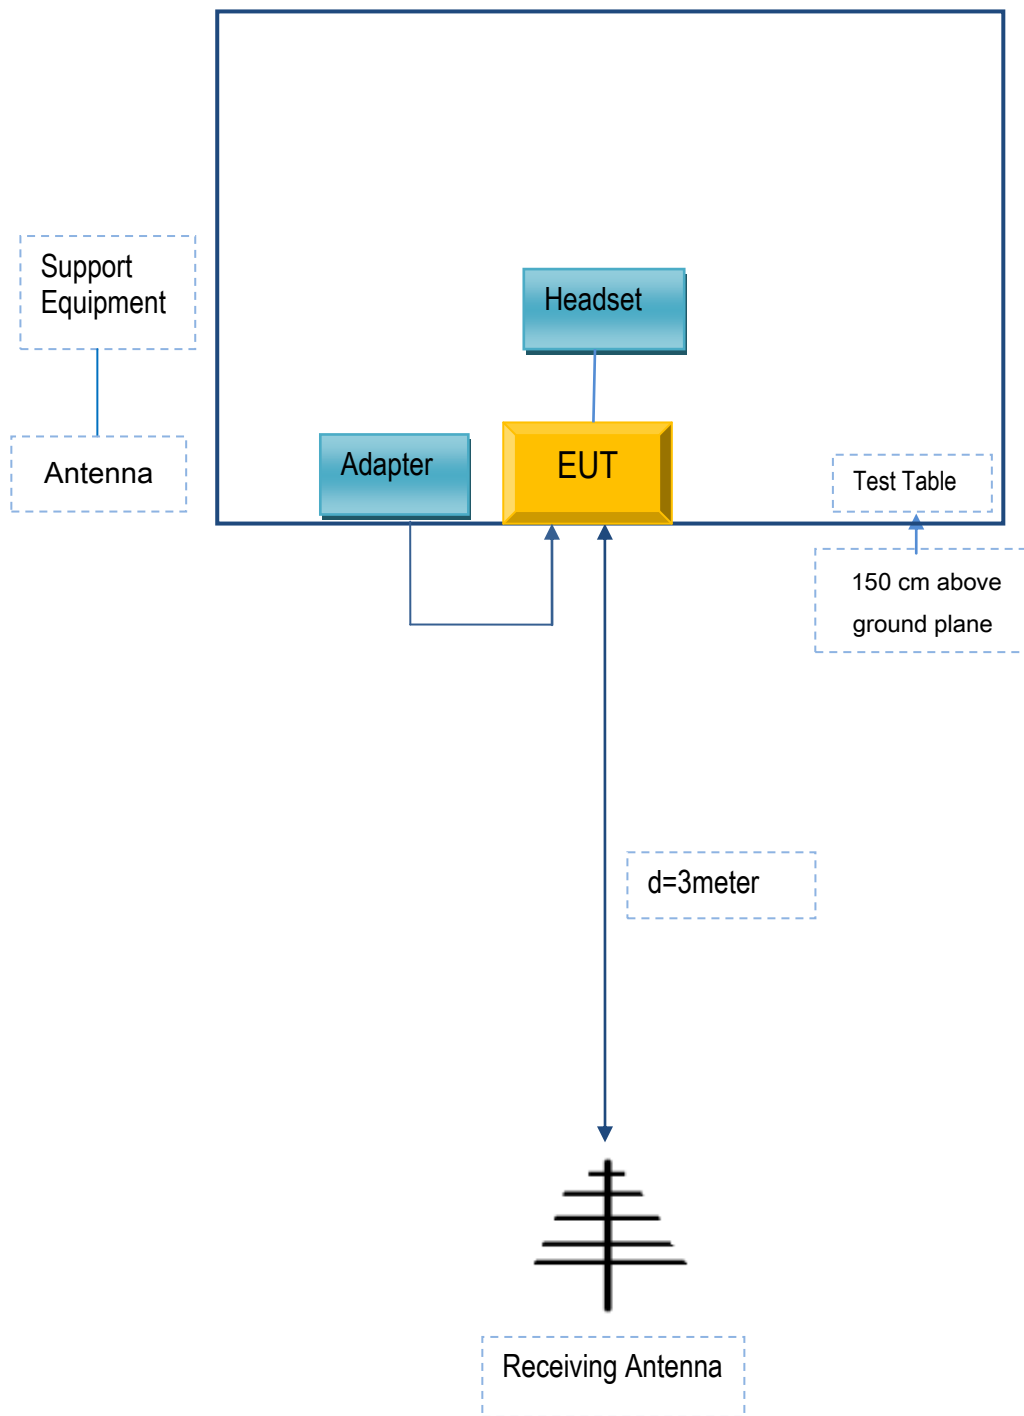 Support
Equipment
Headset
Antenna
Adapter
EUT
Test Table
150 cm above
ground plane
d=3meter
Receiving Antenna